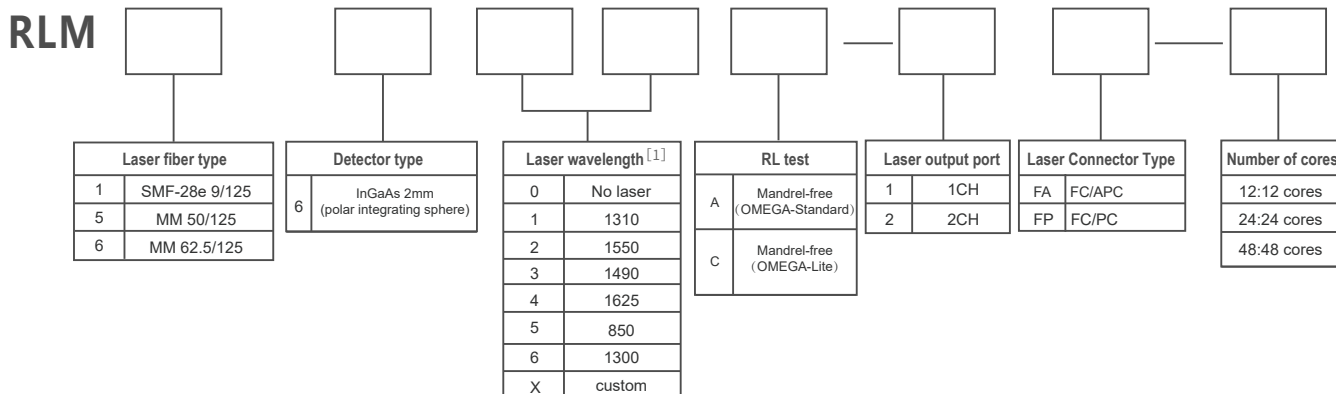 RLM
Laser fiber type
1 SMF-28e 9/125
5 MM 50/125
6 MM 62.5/125
Detector type
6 InGaAs 2mm
(polar integrating sphere)
Laser wavelength[1]
0 No laser
1 1310
2 1550
3 1490
4 1625
5 850
6 1300
X custom
RL test
A Mandrel-free
(OMEGA-Standard)
C Mandrel-free
(OMEGA-Lite)
Laser output port
1 1CH
2 2CH
Laser Connector Type
FA FC/APC
FP FC/PC
Number of cores
12:12 cores
24:24 cores
48:48 cores